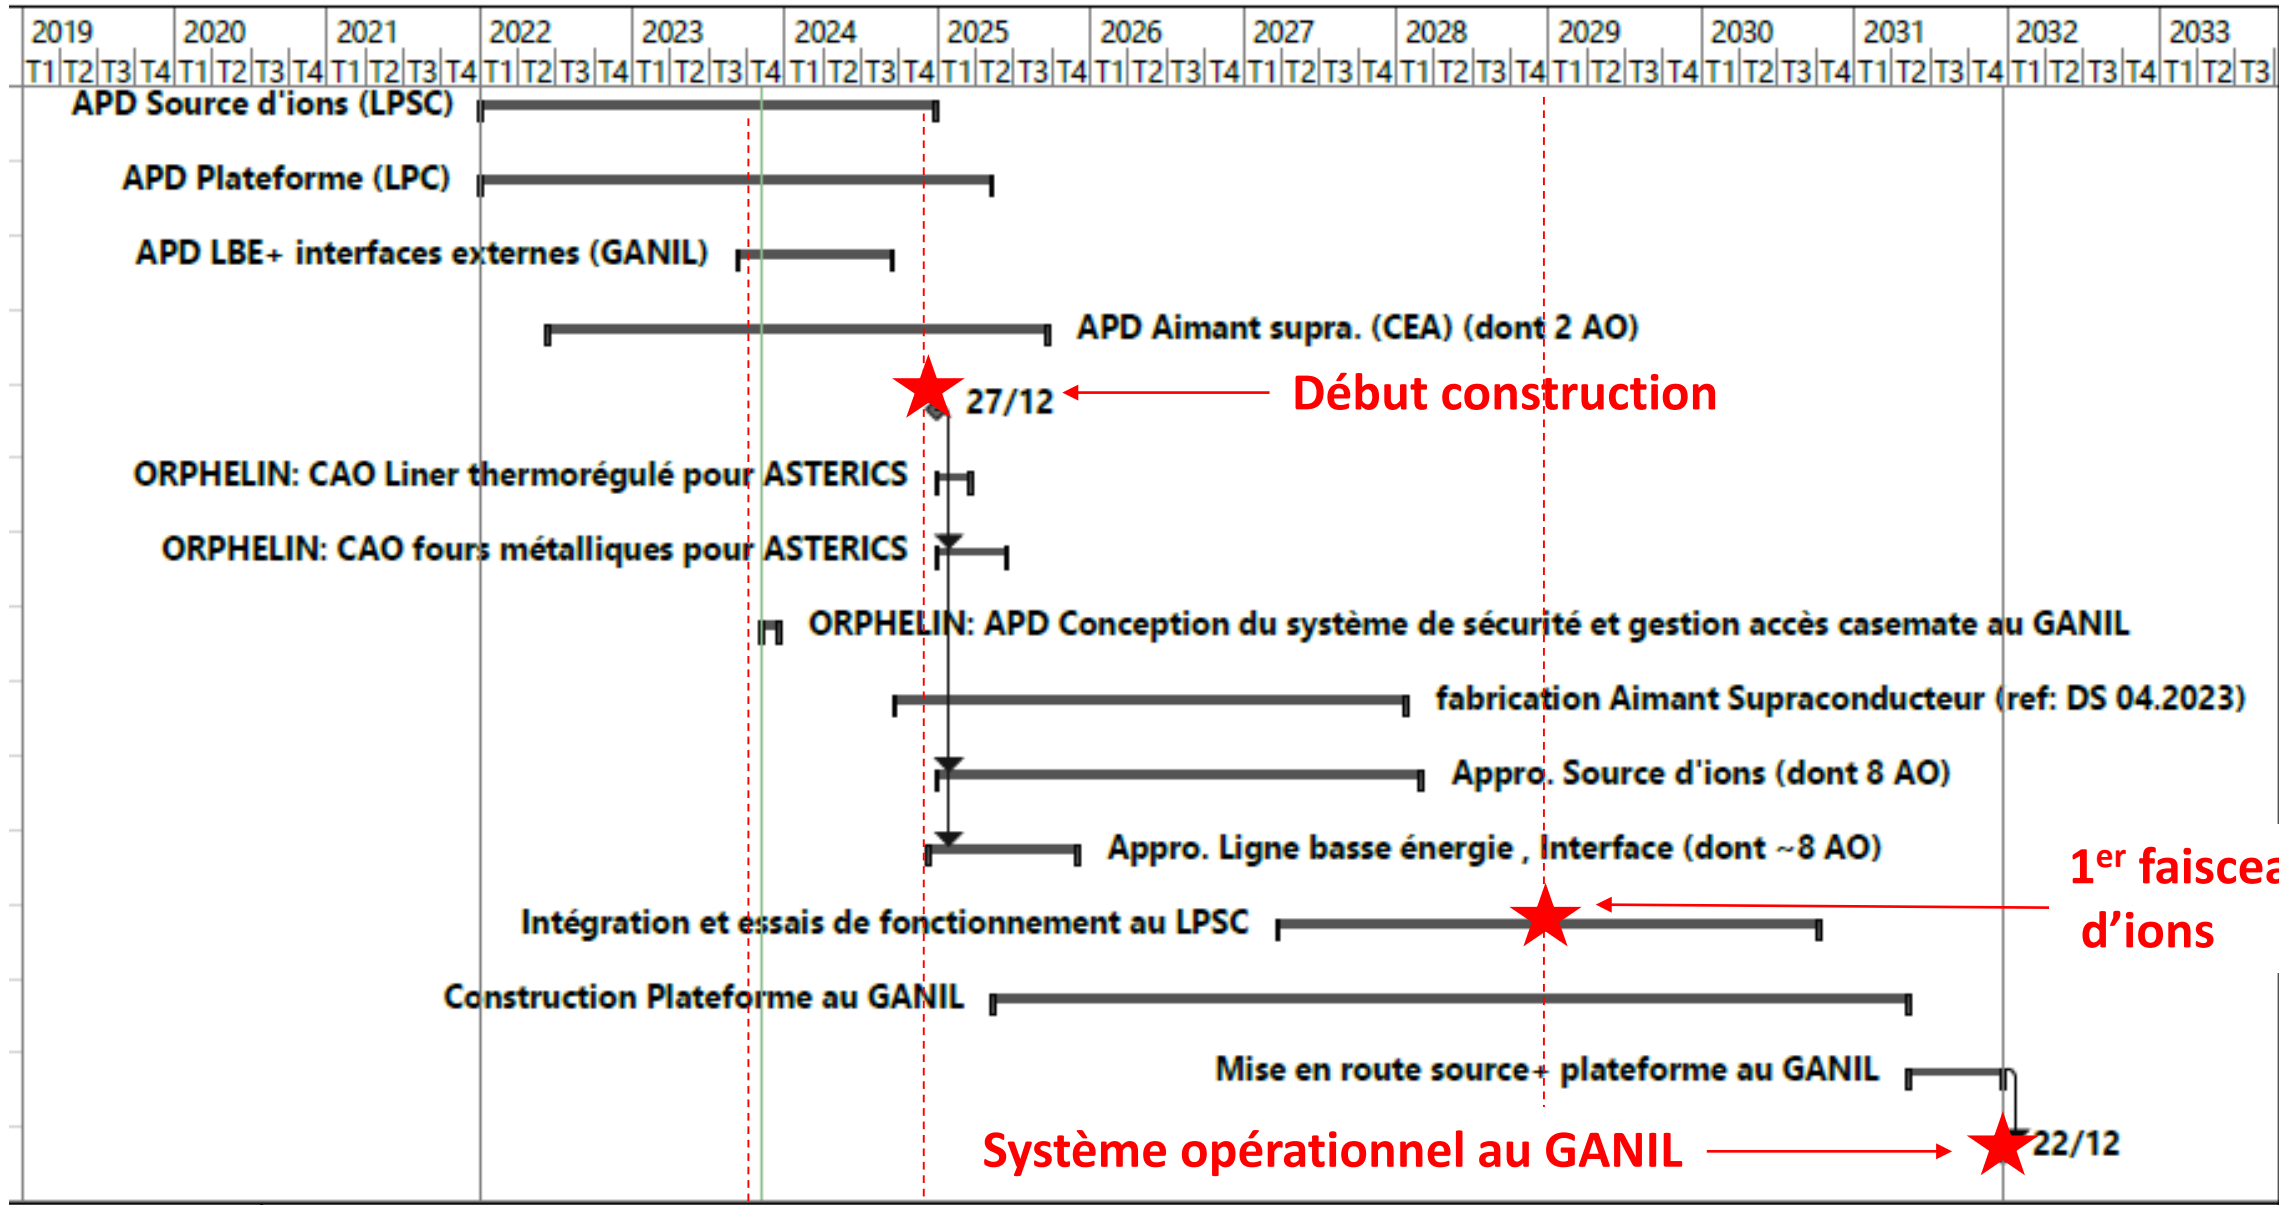 2019 2020 2021 2022 2023 2024 2025 2026 2027 2028 2029 2030 2031 2032 2033
T1 T2 T3 T4 T1 T2 T3 T4 T1 T2 T3 T4 T1 T2 T3 T4 T1 T2 T3 T4 T1 T2 T3 T4 T1 T2 T3 T4 T1 T2 T3 T4 T1 T2 T3 T4 T1 T2 T3 T4 T1 T2 T3 T4 T1 T2 T3 T4 T1 T2 T3 T4 T1 T2 T3 T4 T1 T2 T3
APD Source d'ions (LPSC)
APD Plateforme (LPC)
APD LBE+ interfaces externes (GANIL)
APD Aimant supra. (CEA) (dont 2 AO)
27/12 Début construction
ORPHELIN: CAO Liner thermorégulé pour ASTERICS
ORPHELIN: CAO fours métalliques pour ASTERICS
ORPHELIN: APD Conception du système de sécurité et gestion accès casemate au GANIL
fabrication Aimant Supraconducteur (ref: DS 04.2023)
Appro. Source d'ions (dont 8 AO)
Appro. Ligne basse énergie , Interface (dont ~8 AO)
1er faiscea
d’ions
Intégration et essais de fonctionnement au LPSC
Construction Plateforme au GANIL
Mise en route source+ plateforme au GANIL
Système opérationnel au GANIL 22/12